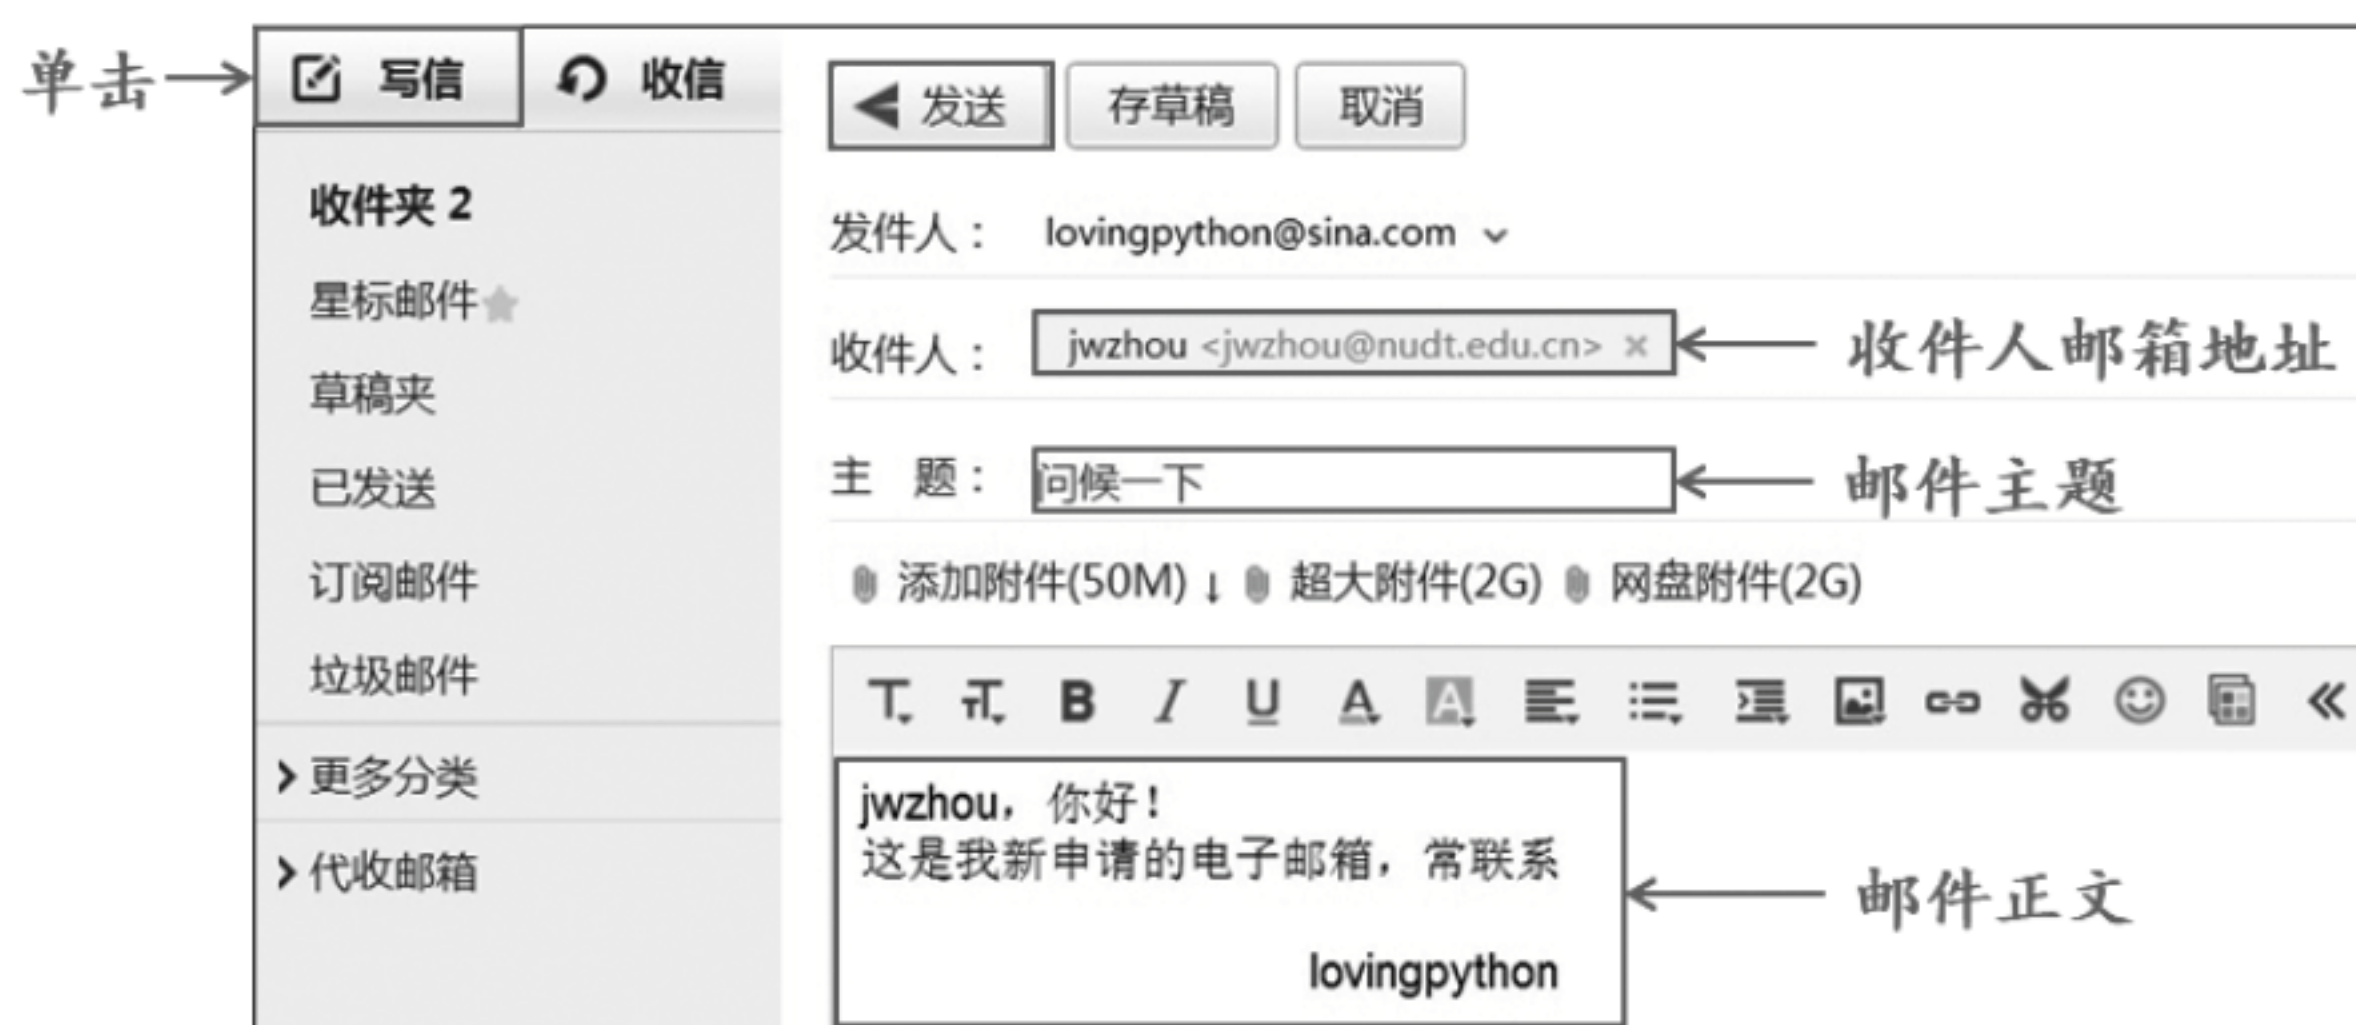 单击
写信 收信
收件夹 2
星标邮件
草稿夹
已发送
订阅邮件
垃圾邮件
更多分类
代收邮箱
发送 存草稿 取消
发件人： lovingpython@sina.com
收件人： jwzhou <jwzhou@nudt.edu.cn> × 收件人邮箱地址
主 题： 问候一下 邮件主题
添加附件(50M)↓ 超大附件(2G) 网盘附件(2G)
jwzhou，你好！
这是我新申请的电子邮箱，常联系
lovingpython
邮件正文